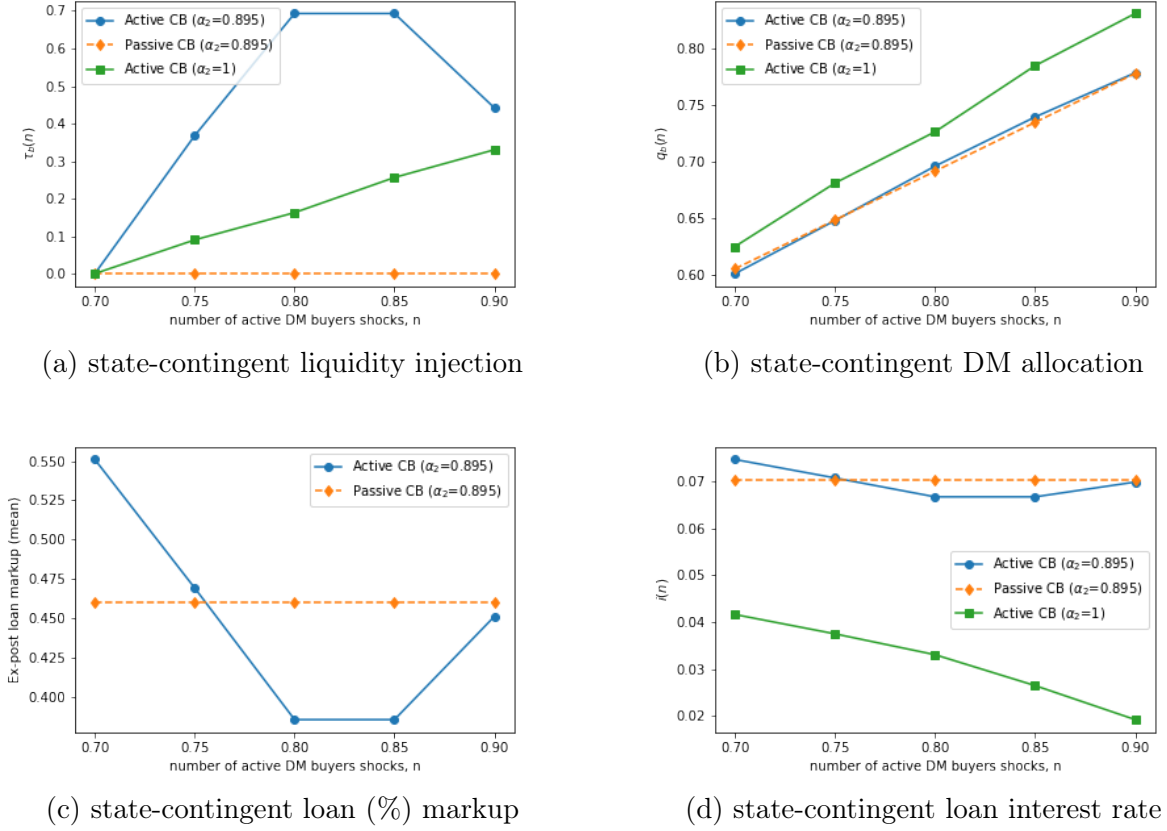 Active CB (α₂=0.895)
Passive CB (α₂=0.895)
Active CB (α₂=1)
τ_b(n)
0.7
0.6
0.5
0.4
0.3
0.2
0.1
0.0
0.70 0.75 0.80 0.85 0.90
number of active DM buyers shocks, n
(a) state-contingent liquidity injection
Active CB (α₂=0.895)
Passive CB (α₂=0.895)
Active CB (α₂=1)
q_b(n)
0.80
0.75
0.70
0.65
0.60
0.70 0.75 0.80 0.85 0.90
number of active DM buyers shocks, n
(b) state-contingent DM allocation
Active CB (α₂=0.895)
Passive CB (α₂=0.895)
Ex-post loan markup (mean)
0.550
0.525
0.500
0.475
0.450
0.425
0.400
0.70 0.75 0.80 0.85 0.90
number of active DM buyers shocks, n
(c) state-contingent loan (%) markup
Active CB (α₂=0.895)
Passive CB (α₂=0.895)
Active CB (α₂=1)
i(n)
0.07
0.06
0.05
0.04
0.03
0.02
0.70 0.75 0.80 0.85 0.90
number of active DM buyers shocks, n
(d) state-contingent loan interest rate